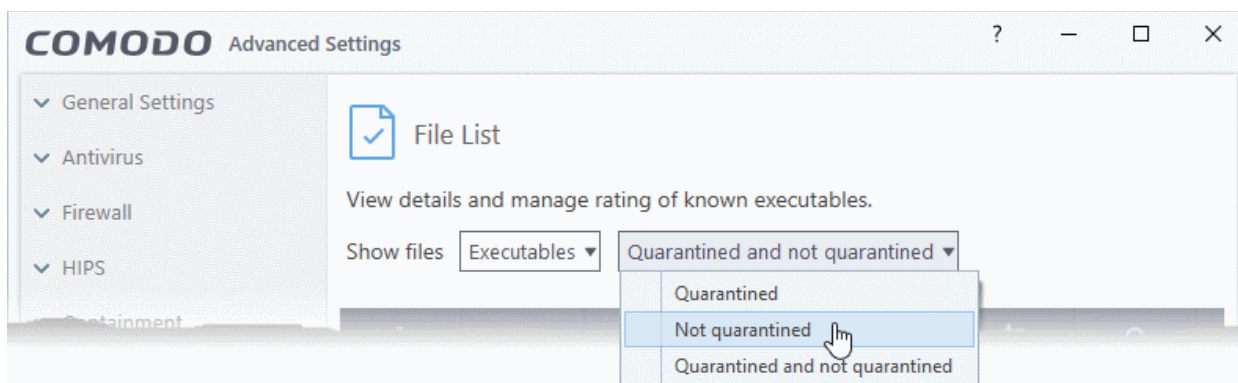 COMODO Advanced Settings ?
General Settings
Antivirus
Firewall
HIPS
Containment
File List
View details and manage rating of known executables.
Show files Executables Quarantined and not quarantined
Quarantined
Not quarantined
Quarantined and not quarantined